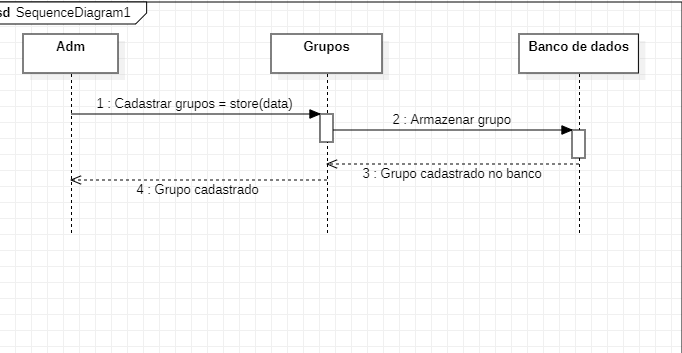 sd SequenceDiagram1
Adm
Grupos
Banco de dados
1 : Cadastrar grupos = store(data)
2 : Armazenar grupo
3 : Grupo cadastrado no banco
4 : Grupo cadastrado